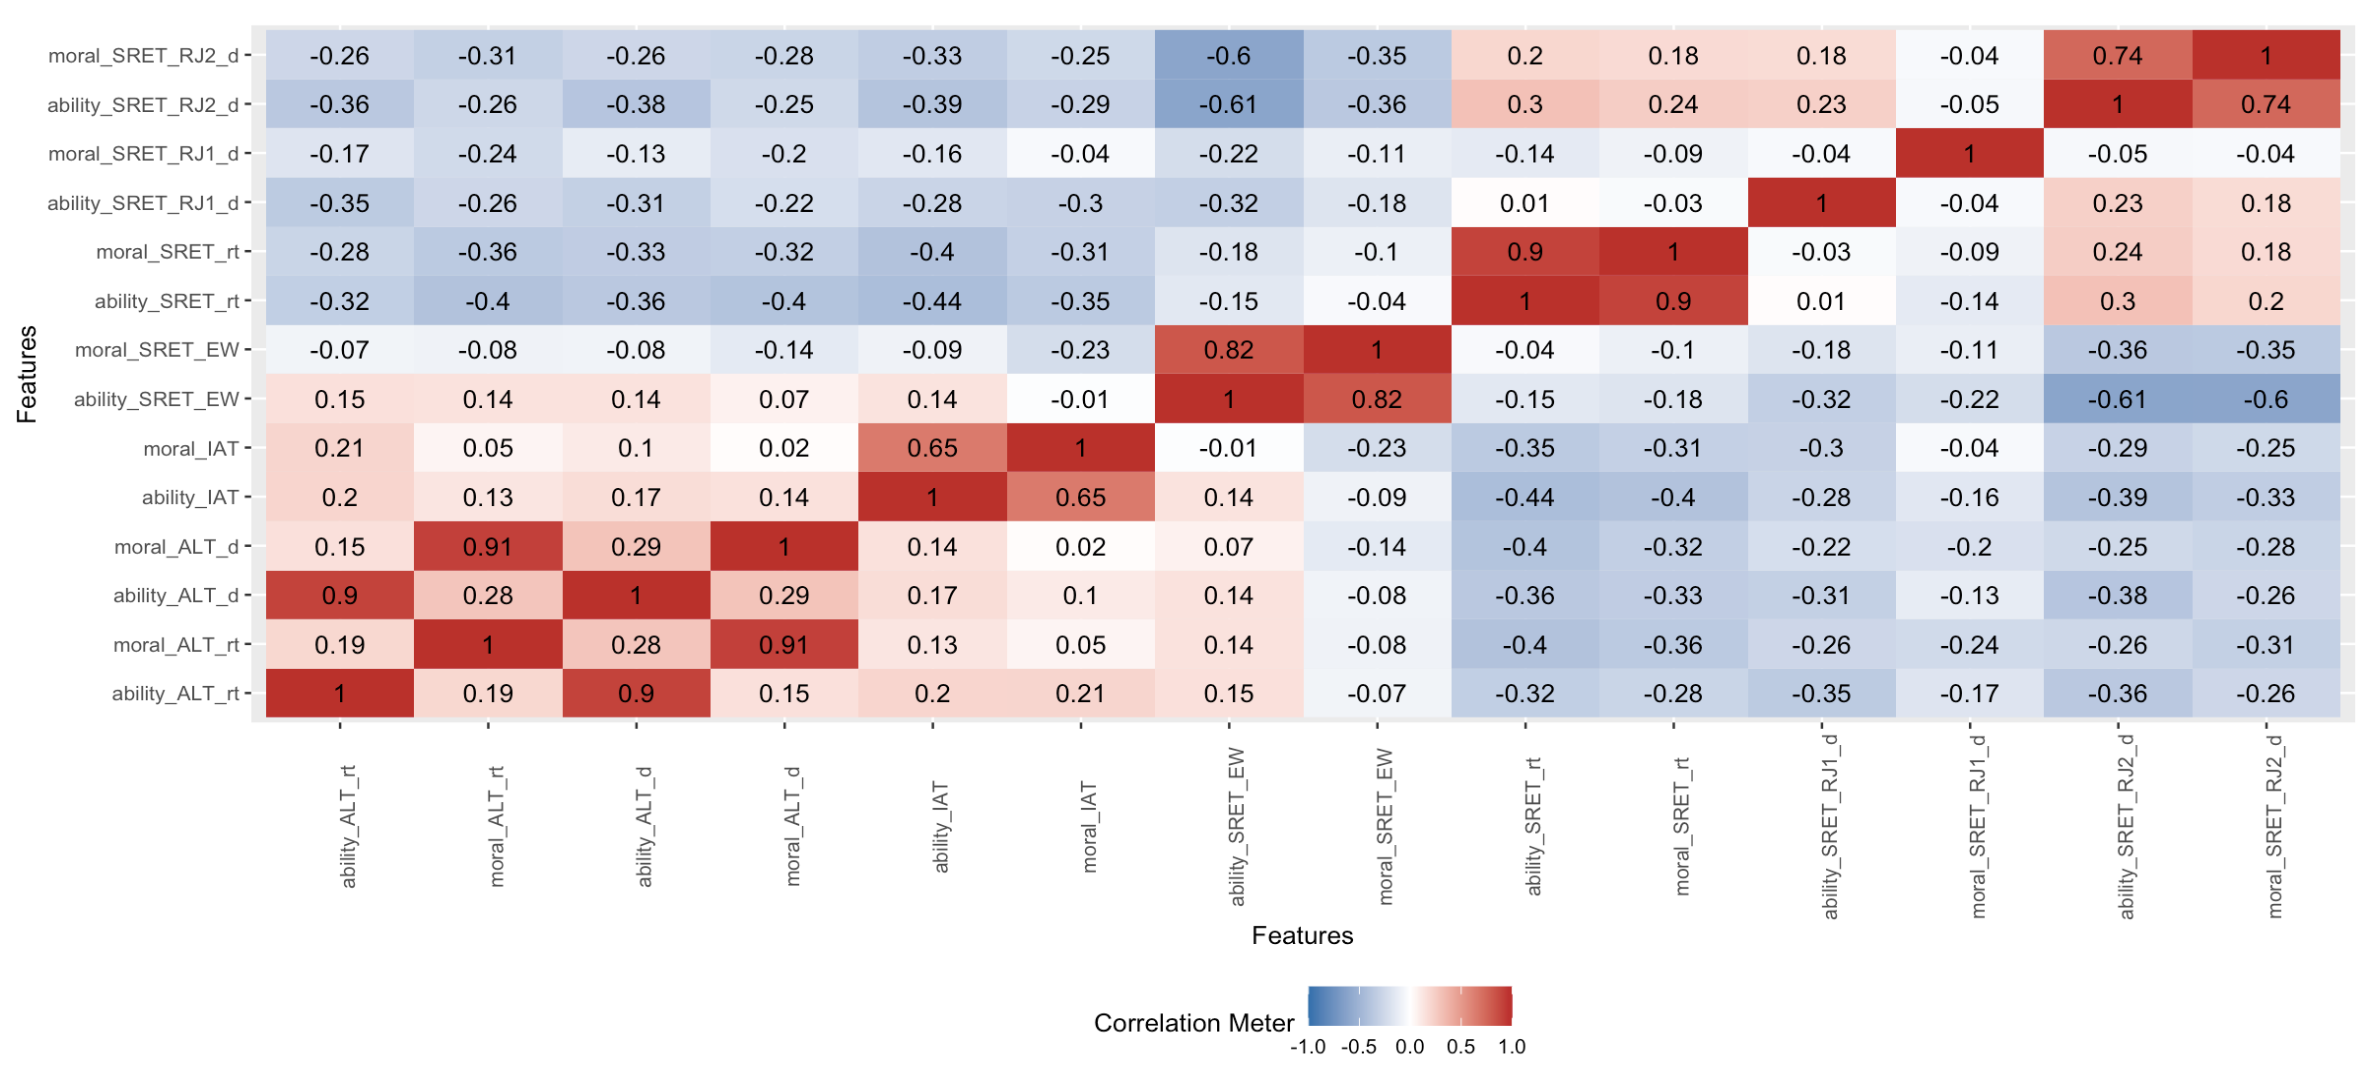 moral_SRET_RJ2_d -0.26 -0.31 -0.26 -0.28 -0.33 -0.25 -0.6 -0.35 0.2 0.18 0.18 -0.04 0.74 1
ability_SRET_RJ2_d -0.36 -0.26 -0.38 -0.25 -0.39 -0.29 -0.61 -0.36 0.3 0.24 0.23 -0.05 1 0.74
moral_SRET_RJ1_d -0.17 -0.24 -0.13 -0.2 -0.16 -0.04 -0.22 -0.11 -0.14 -0.09 -0.04 1 -0.05 -0.04
ability_SRET_RJ1_d -0.35 -0.26 -0.31 -0.22 -0.28 -0.3 -0.32 -0.18 0.01 -0.03 1 -0.04 0.23 0.18
moral_SRET_rt -0.28 -0.36 -0.33 -0.32 -0.4 -0.31 -0.18 -0.1 0.9 1 -0.03 -0.09 0.24 0.18
ability_SRET_rt -0.32 -0.4 -0.36 -0.4 -0.44 -0.35 -0.15 -0.04 1 0.9 0.01 -0.14 0.3 0.2
moral_SRET_EW -0.07 -0.08 -0.08 -0.14 -0.09 -0.23 0.82 1 -0.04 -0.1 -0.18 -0.11 -0.36 -0.35
ability_SRET_EW 0.15 0.14 0.14 0.07 0.14 -0.01 1 0.82 -0.15 -0.18 -0.32 -0.22 -0.61 -0.6
moral_IAT 0.21 0.05 0.1 0.02 0.65 1 -0.01 -0.23 -0.35 -0.31 -0.3 -0.04 -0.29 -0.25
ability_IAT 0.2 0.13 0.17 0.14 1 0.65 0.14 -0.09 -0.44 -0.4 -0.28 -0.16 -0.39 -0.33
moral_ALT_d 0.15 0.91 0.29 1 0.14 0.02 0.07 -0.14 -0.4 -0.32 -0.22 -0.2 -0.25 -0.28
ability_ALT_d 0.9 0.28 1 0.29 0.17 0.1 0.14 -0.08 -0.36 -0.33 -0.31 -0.13 -0.38 -0.26
moral_ALT_rt 0.19 1 0.28 0.91 0.13 0.05 0.14 -0.08 -0.4 -0.36 -0.26 -0.24 -0.26 -0.31
ability_ALT_rt 1 0.19 0.9 0.15 0.2 0.21 0.15 -0.07 -0.32 -0.28 -0.35 -0.17 -0.36 -0.26
Features
ability_ALT_rt
moral_ALT_rt
ability_ALT_d
moral_ALT_d
ability_IAT
moral_IAT
ability_SRET_EW
moral_SRET_EW
ability_SRET_rt
moral_SRET_rt
ability_SRET_RJ1_d
moral_SRET_RJ1_d
ability_SRET_RJ2_d
moral_SRET_RJ2_d
Features
Correlation Meter
-1.0 -0.5 0.0 0.5 1.0